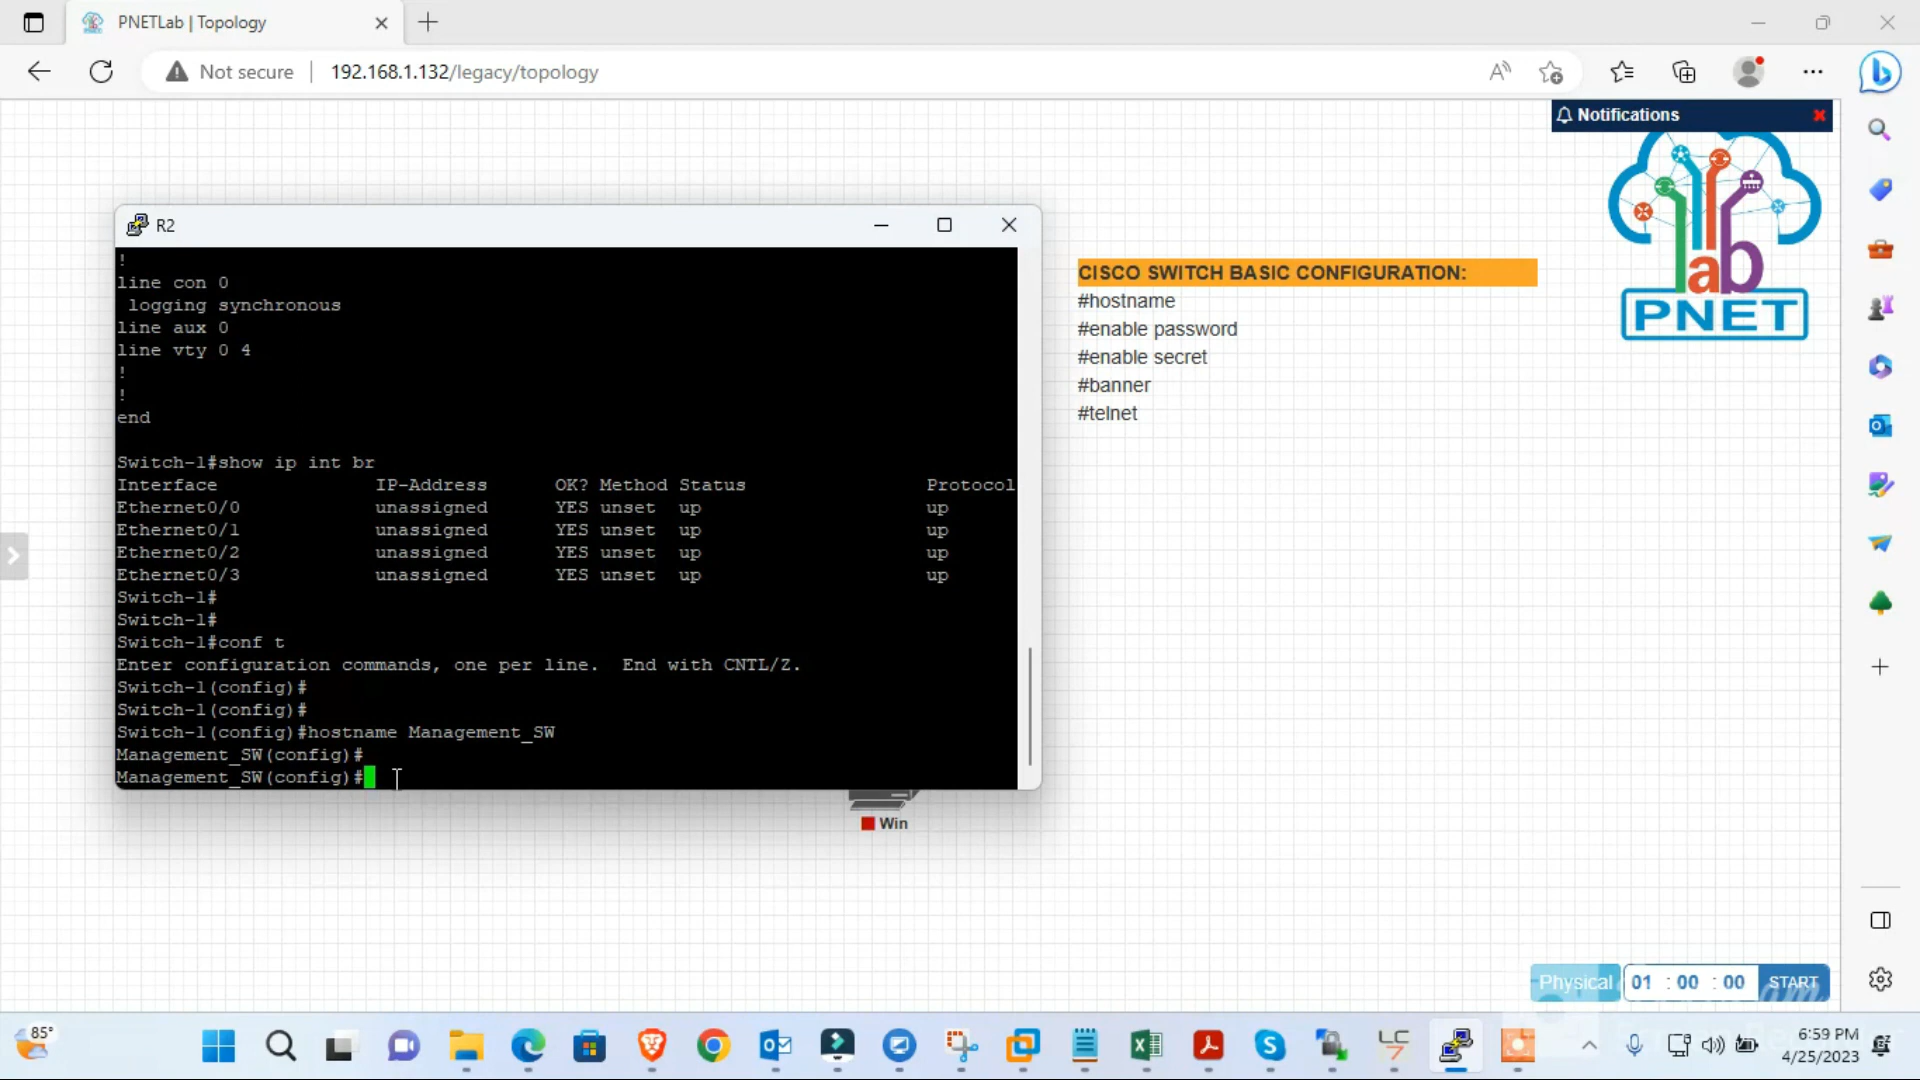 PNETLab | Topology
Not secure
192.168.1.132/legacy/topology
Notifications
R2
!
line con 0
logging synchronous
line aux 0
line vty 0 4
!
!
end
Switch-1#show ip int br
Interface IP-Address OK? Method Status Protocol
Ethernet0/0 unassigned YES unset up up
Ethernet0/1 unassigned YES unset up up
Ethernet0/2 unassigned YES unset up up
Ethernet0/3 unassigned YES unset up up
Switch-1#
Switch-1#
Switch-1#conf t
Enter configuration commands, one per line. End with CNTL/Z.
Switch-1(config)#
Switch-1(config)#
Switch-1(config)#hostname Management_SW
Management_SW(config)#
Management_SW(config)#
CISCO SWITCH BASIC CONFIGURATION:
#hostname
#enable password
#enable secret
#banner
#telnet
lab
PNET
Win
Physical 01 : 00 : 00 START
85°
6:59 PM
4/25/2023